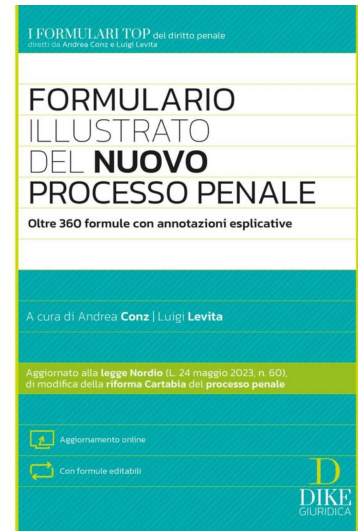 I FORMULARI TOP del diritto penale
diretti da Andrea Conz e Luigi Levita
FORMULARIO
ILLUSTRATO
DEL NUOVO
PROCESSO PENALE
Oltre 360 formule con annotazioni esplicative
A cura di Andrea Conz | Luigi Levita
Aggiornato alla legge Nordio (L. 24 maggio 2023, n. 60),
di modifica della riforma Cartabia del processo penale
Aggiornamento online
Con formule editabili
D
DIKE
GIURIDICA